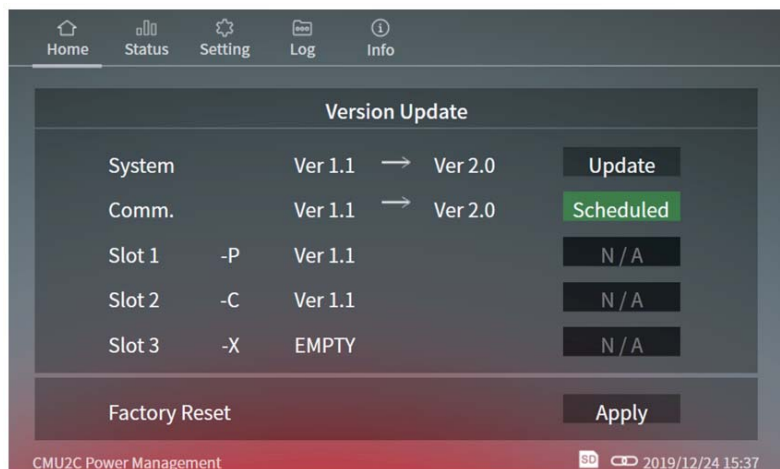 Home Status Setting Log Info
Version Update
System Ver 1.1 → Ver 2.0 Update
Comm. Ver 1.1 → Ver 2.0 Scheduled
Slot 1 -P Ver 1.1 N / A
Slot 2 -C Ver 1.1 N / A
Slot 3 -X EMPTY N / A
Factory Reset Apply
CMU2C Power Management SD 2019/12/24 15:37